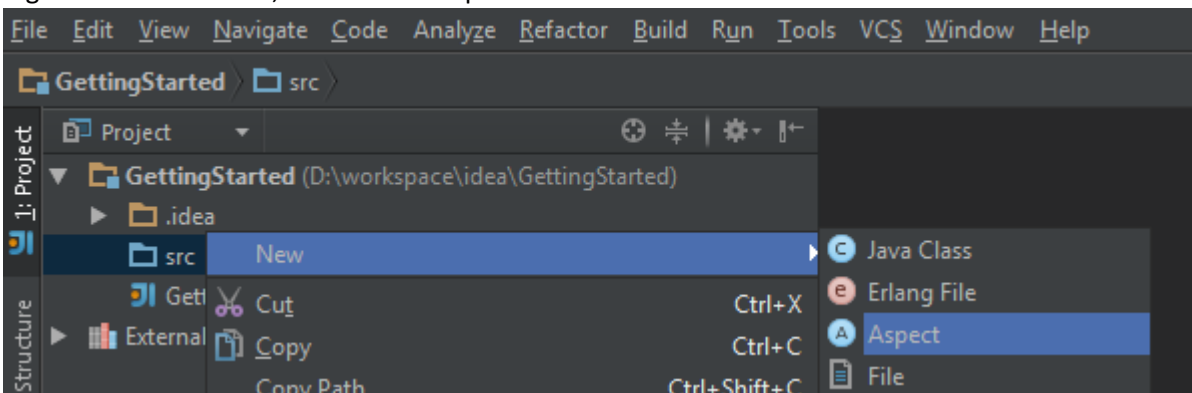 File Edit View Navigate Code Analyze Refactor Build Run Tools VCS Window Help
GettingStarted src
1: Project
Project
GettingStarted (D:\workspace\idea\GettingStarted)
.idea
src New Java Class
Gett Cut Ctrl+X Erlang File
Aspect
External Copy Ctrl+C
Structure
Copy Path Ctrl+Shift+C File